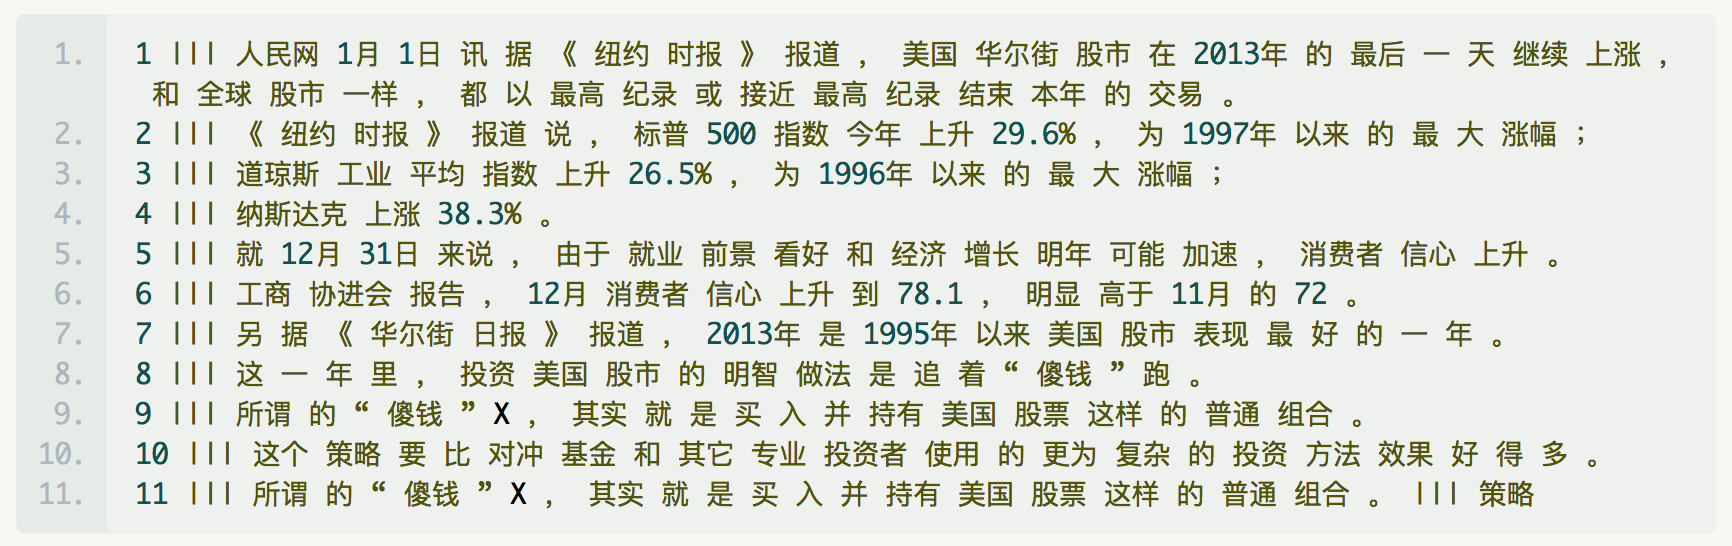 1. 1 ||| 人民网 1月 1日 讯 据 《 纽约 时报 》 报道 , 美国 华尔街 股市 在 2013年 的 最后 一 天 继续 上涨 ,
和 全球 股市 一样 , 都 以 最高 纪录 或 接近 最高 纪录 结束 本年 的 交易 。
2. 2 ||| 《 纽约 时报 》 报道 说 , 标普 500 指数 今年 上升 29.6% , 为 1997年 以来 的 最 大 涨幅 ;
3. 3 ||| 道琼斯 工业 平均 指数 上升 26.5% , 为 1996年 以来 的 最 大 涨幅 ;
4. 4 ||| 纳斯达克 上涨 38.3% 。
5. 5 ||| 就 12月 31日 来说 , 由于 就业 前景 看好 和 经济 增长 明年 可能 加速 , 消费者 信心 上升 。
6. 6 ||| 工商 协进会 报告 , 12月 消费者 信心 上升 到 78.1 , 明显 高于 11月 的 72 。
7. 7 ||| 另 据 《 华尔街 日报 》 报道 , 2013年 是 1995年 以来 美国 股市 表现 最 好 的 一 年 。
8. 8 ||| 这 一 年 里 , 投资 美国 股市 的 明智 做法 是 追 着 “ 傻钱 ” 跑 。
9. 9 ||| 所谓 的 “ 傻钱 ” X , 其实 就 是 买 入 并 持有 美国 股票 这样 的 普通 组合 。
10. 10 ||| 这个 策略 要 比 对冲 基金 和 其它 专业 投资者 使用 的 更为 复杂 的 投资 方法 效果 好 得 多 。
11. 11 ||| 所谓 的 “ 傻钱 ” X , 其实 就 是 买 入 并 持有 美国 股票 这样 的 普通 组合 。 ||| 策略